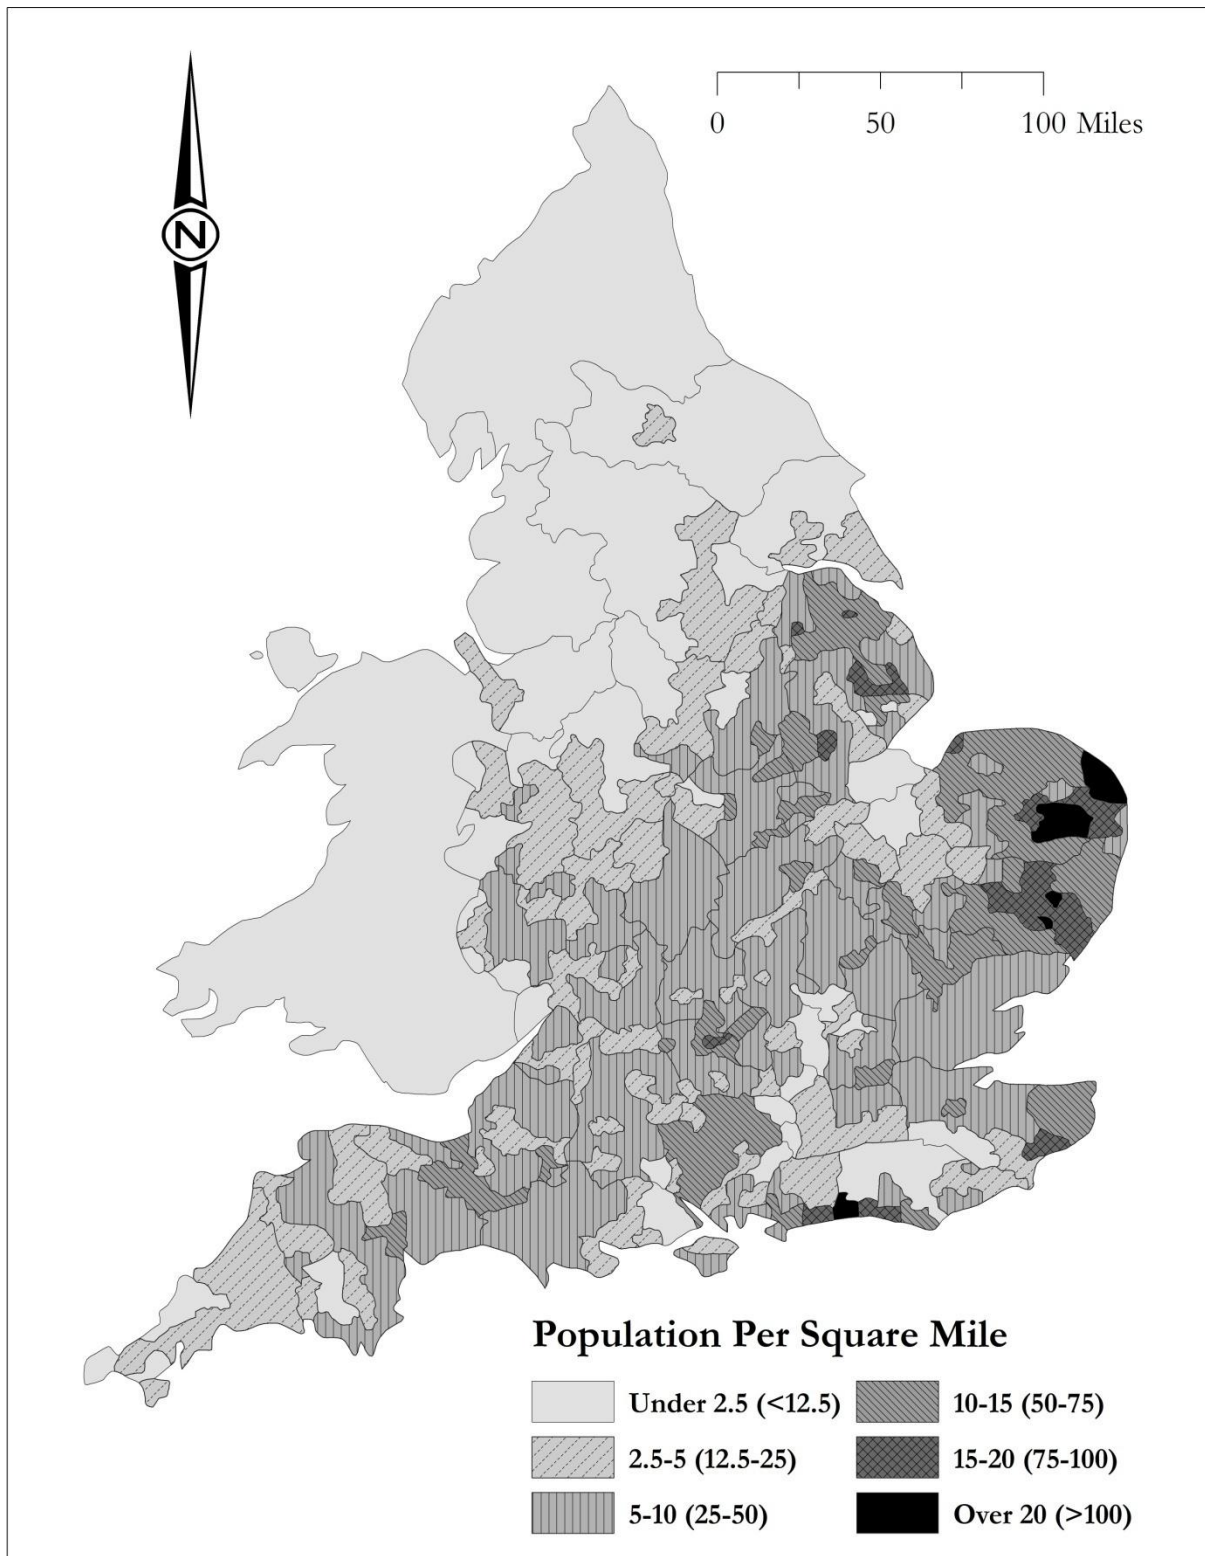 N
0 50 100 Miles
Population Per Square Mile
Under 2.5 (<12.5)
2.5-5 (12.5-25)
5-10 (25-50)
10-15 (50-75)
15-20 (75-100)
Over 20 (>100)